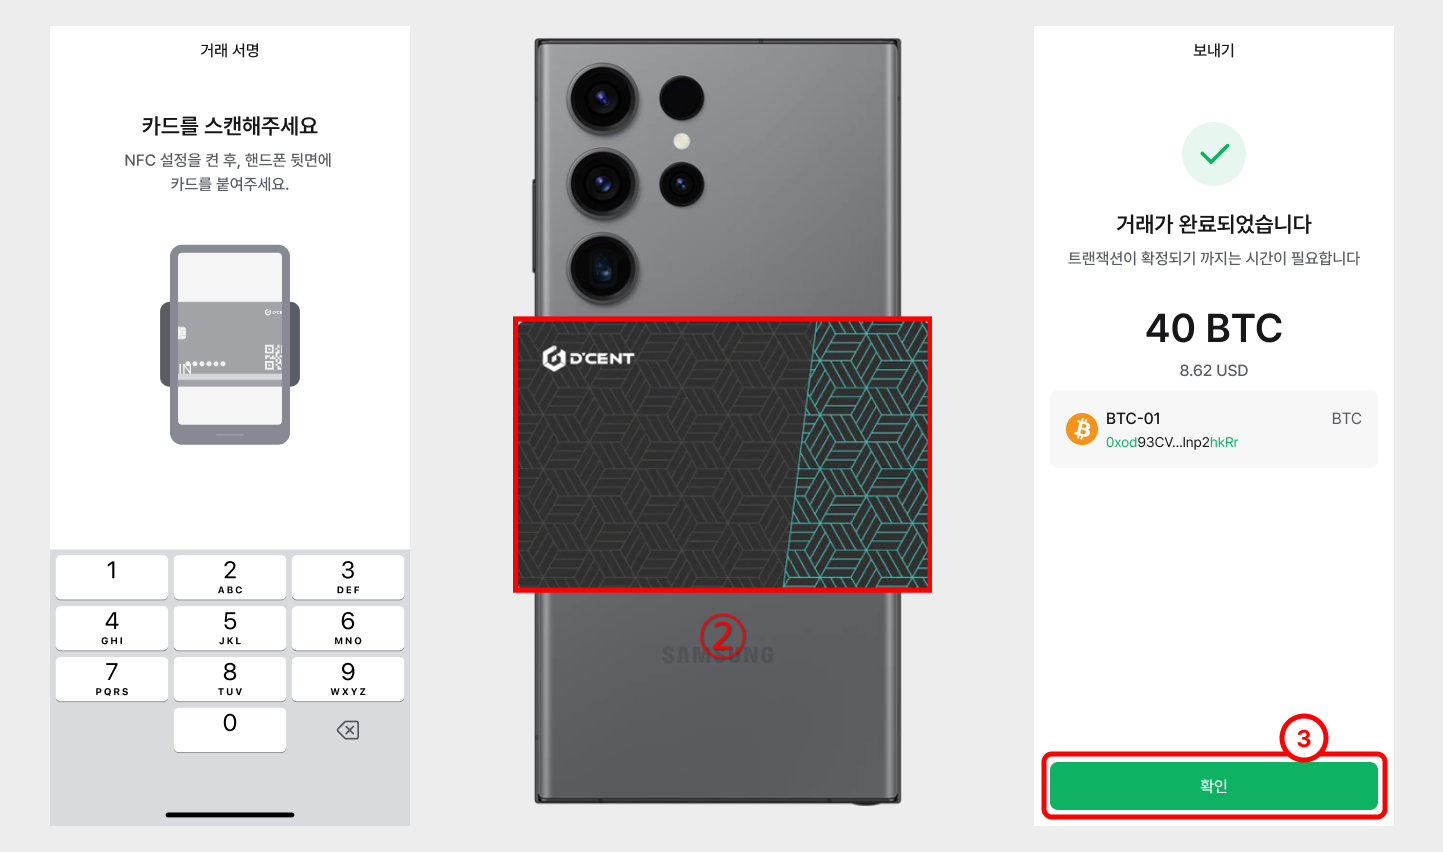 거래 서명
카드를 스캔해주세요
NFC 설정을 켠 후, 핸드폰 뒷면에
카드를 붙여주세요.
D'CE
IN
1
2
ABC
3
DEF
4
GHI
5
JKL
6
MNO
7
PQRS
8
TUV
9
WXYZ
0
D'CENT
②
SAMSUNG
보내기
거래가 완료되었습니다
트랜잭션이 확정되기 까지는 시간이 필요합니다
40 BTC
8.62 USD
BTC-01
BTC
0xod93CV...Inp2hkRr
3
확인